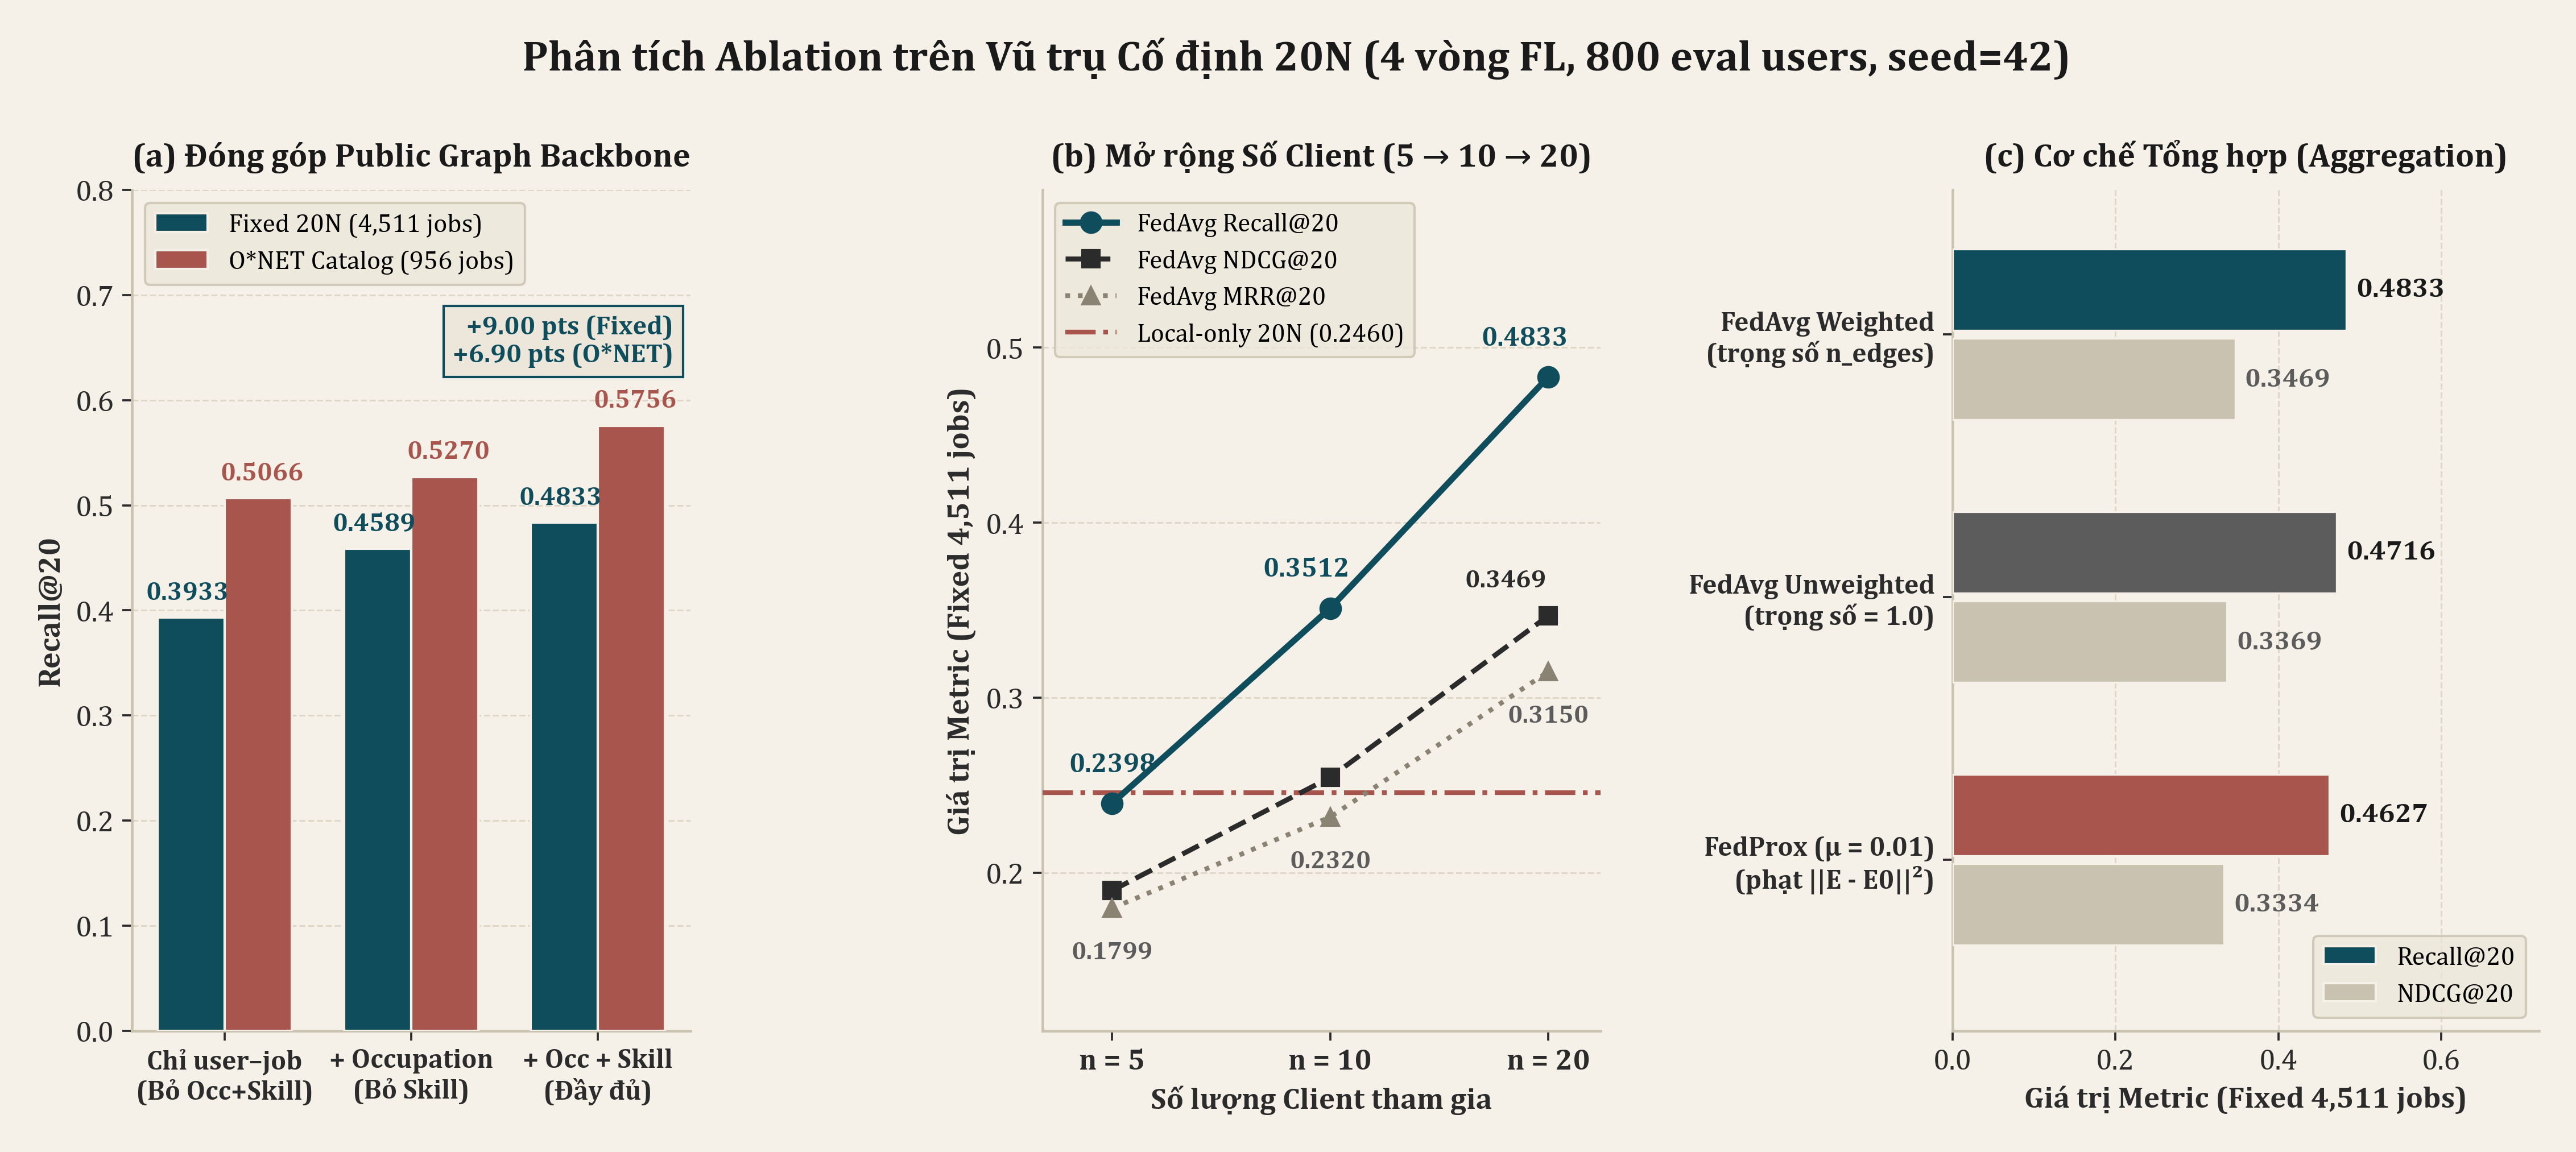 Phân tích Ablation trên Vũ trụ Cố định 20N (4 vòng FL, 800 eval users, seed=42)
(a) Đóng góp Public Graph Backbone
Recall@20
0.8
0.7
0.6
0.5
0.4
0.3
0.2
0.1
0.0
Fixed 20N (4,511 jobs)
O*NET Catalog (956 jobs)
+9.00 pts (Fixed)
+6.90 pts (O*NET)
0.3933
0.5066
0.4589
0.5270
0.4833
0.5756
Chỉ user–job
(Bỏ Occ+Skill)
+ Occupation
(Bỏ Skill)
+ Occ + Skill
(Đầy đủ)
(b) Mở rộng Số Client (5 → 10 → 20)
Giá trị Metric (Fixed 4,511 jobs)
0.5
0.4
0.3
0.2
FedAvg Recall@20
FedAvg NDCG@20
FedAvg MRR@20
Local-only 20N (0.2460)
0.4833
0.3512
0.3469
0.3150
0.2398
0.2320
0.1799
n = 5
n = 10
n = 20
Số lượng Client tham gia
(c) Cơ chế Tổng hợp (Aggregation)
FedAvg Weighted
(trọng số n_edges)
0.4833
0.3469
FedAvg Unweighted
(trọng số = 1.0)
0.4716
0.3369
FedProx (μ = 0.01)
(phạt ||E - E0||²)
0.4627
0.3334
Recall@20
NDCG@20
0.0
0.2
0.4
0.6
Giá trị Metric (Fixed 4,511 jobs)